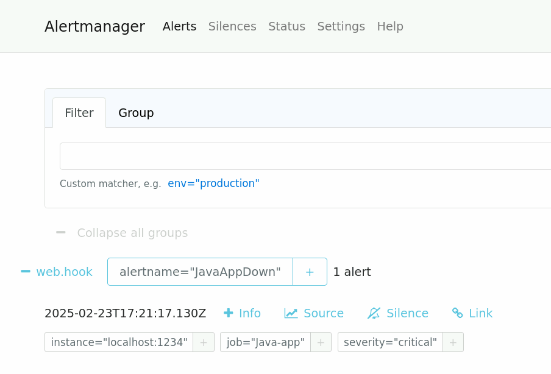 Alertmanager Alerts Silences Status Settings Help
Filter Group
Custom matcher, e.g. env="production"
Collapse all groups
web.hook alertname="JavaAppDown" + 1 alert
2025-02-23T17:21:17.130Z + Info Source Silence Link
instance="localhost:1234" + job="Java-app" + severity="critical" +